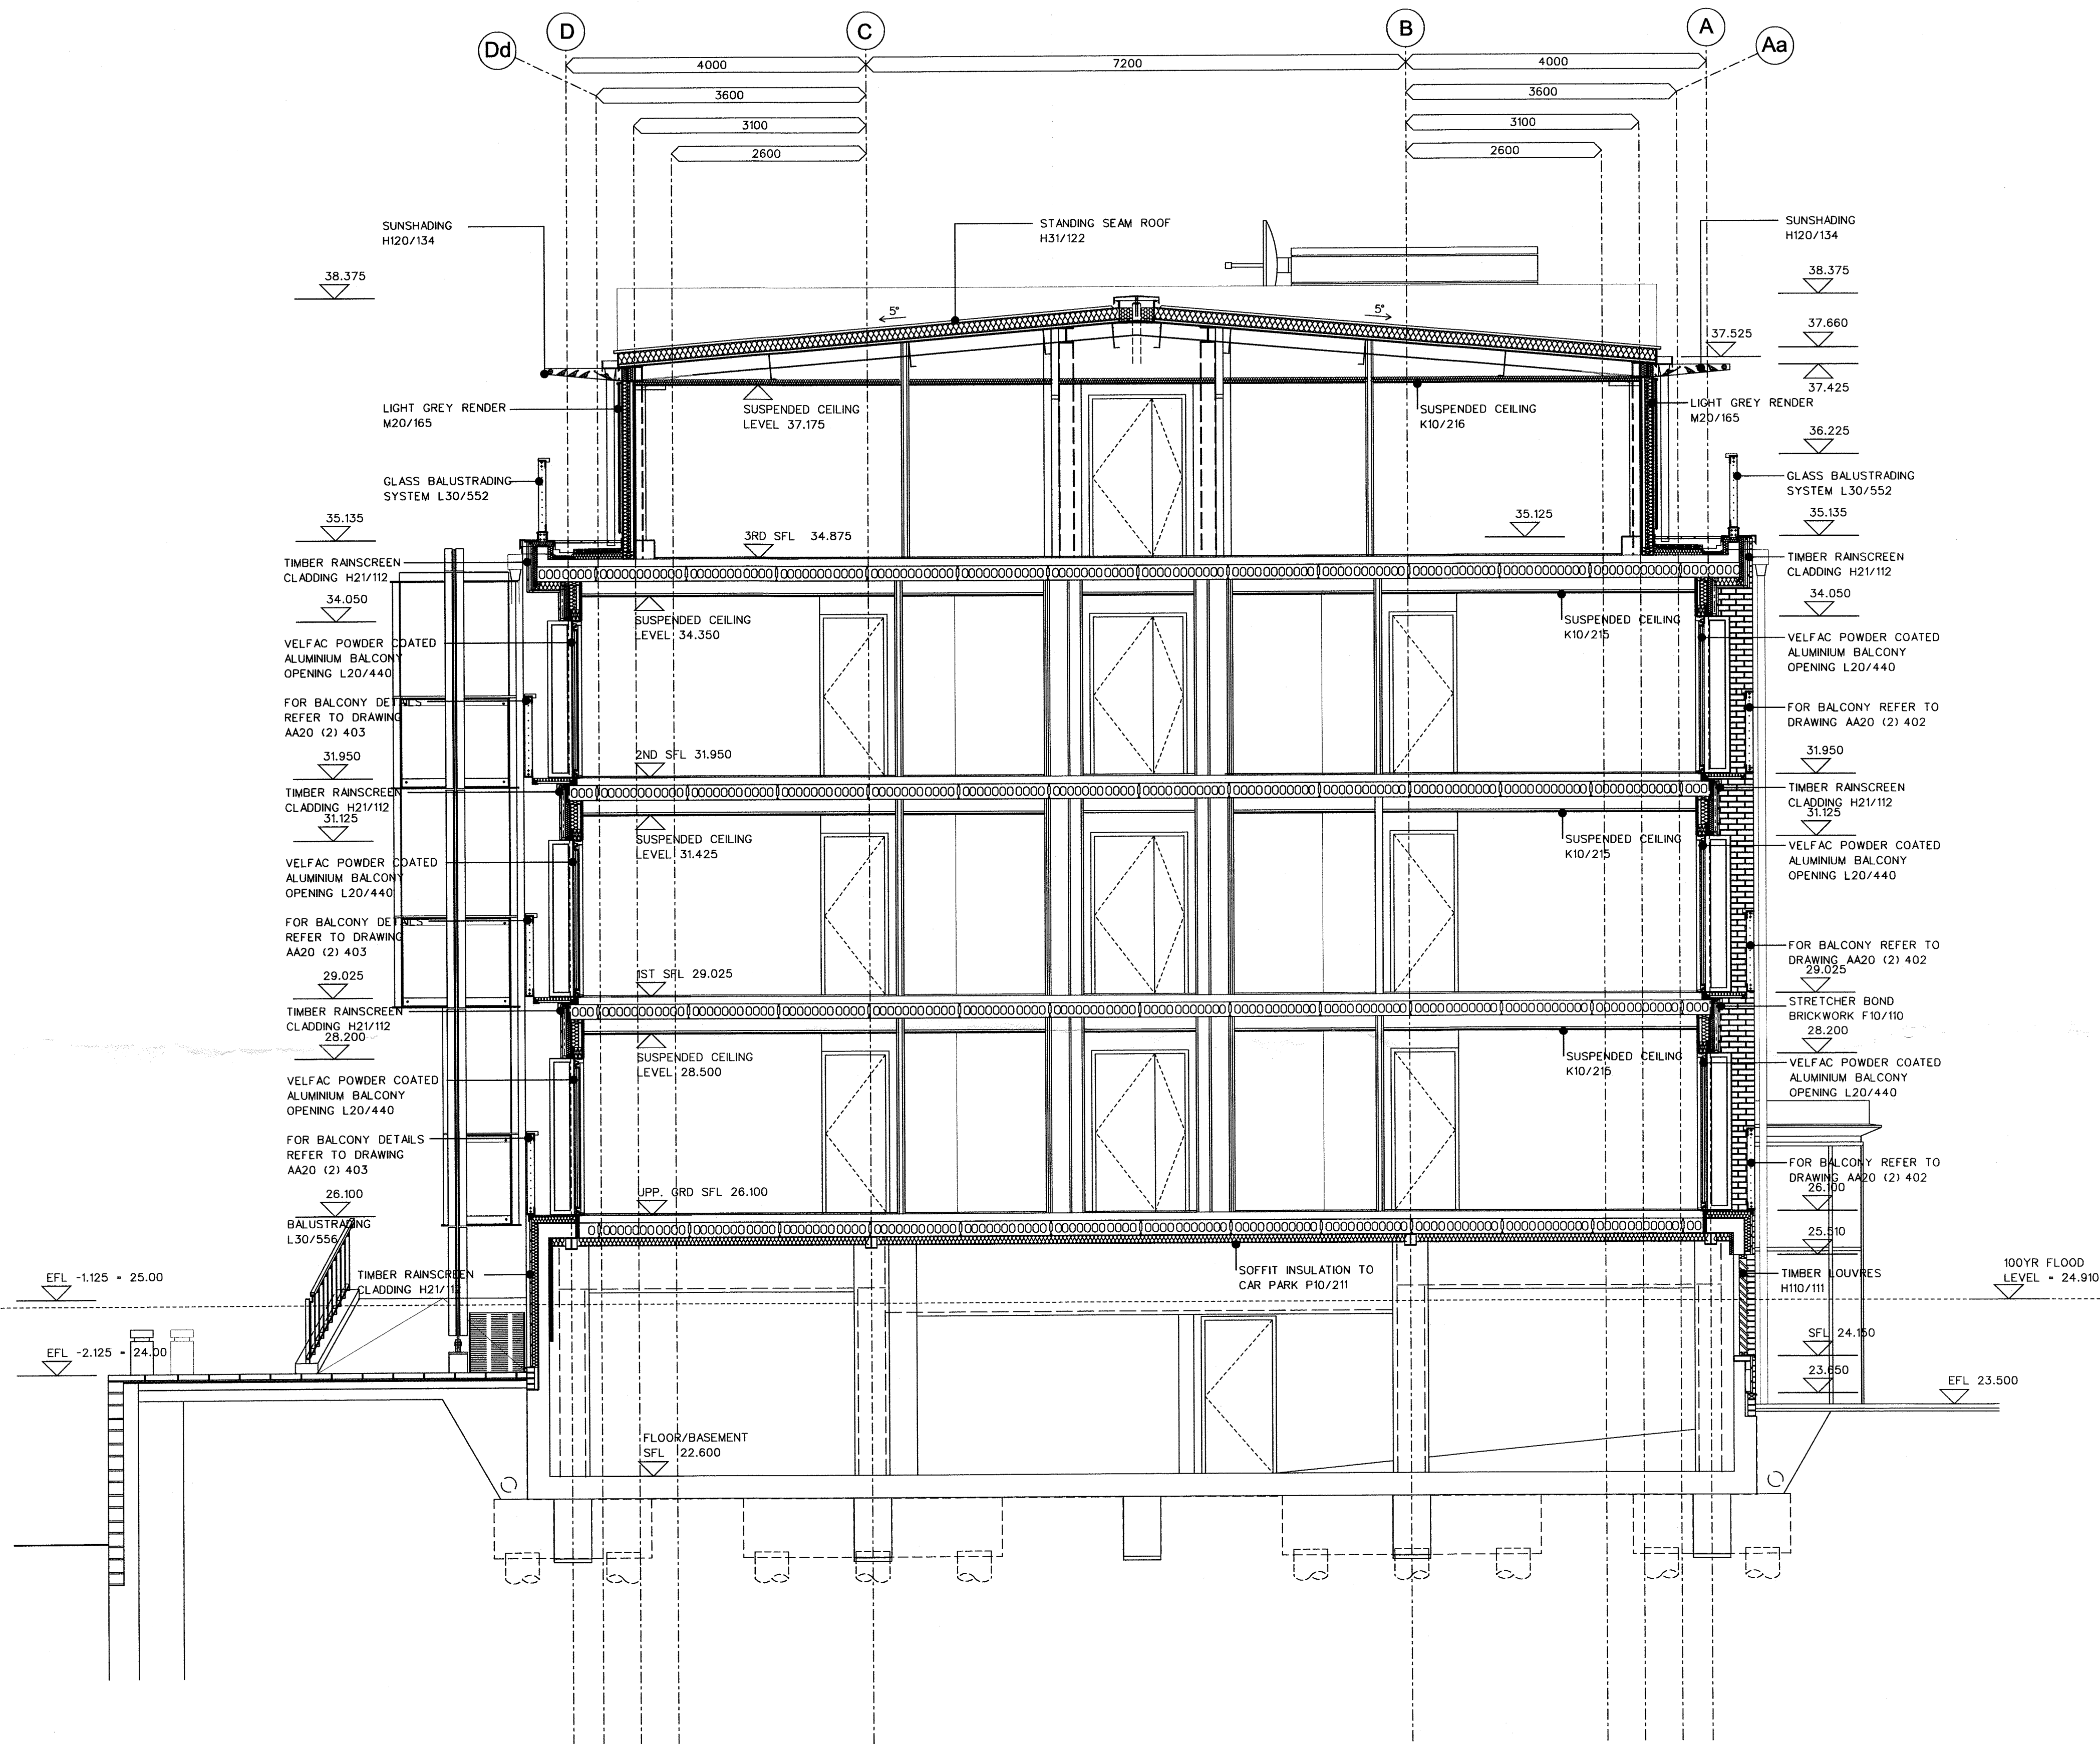 Dd
D
C
B
A
Aa
4000
7200
4000
3600
3600
3100
3100
2600
2600
SUNSHADING
H120/134
STANDING SEAM ROOF
H31/122
SUNSHADING
H120/134
38.375
38.375
5°
5°
37.525
37.660
37.425
LIGHT GREY RENDER
M20/165
SUSPENDED CEILING
LEVEL 37.175
SUSPENDED CEILING
K10/216
LIGHT GREY RENDER
M20/165
36.225
GLASS BALUSTRADING
SYSTEM L30/552
GLASS BALUSTRADING
SYSTEM L30/552
35.135
3RD SFL 34.875
35.125
35.135
TIMBER RAINSCREEN
CLADDING H21/112
TIMBER RAINSCREEN
CLADDING H21/112
34.050
34.050
SUSPENDED CEILING
LEVEL 34.350
SUSPENDED CEILING
K10/215
VELFAC POWDER COATED
ALUMINIUM BALCONY
OPENING L20/440
VELFAC POWDER COATED
ALUMINIUM BALCONY
OPENING L20/440
FOR BALCONY DETAILS
REFER TO DRAWING
AA20 (2) 403
FOR BALCONY REFER TO
DRAWING AA20 (2) 402
31.950
2ND SFL 31.950
31.950
TIMBER RAINSCREEN
CLADDING H21/112
TIMBER RAINSCREEN
CLADDING H21/112
31.125
31.125
SUSPENDED CEILING
LEVEL 31.425
SUSPENDED CEILING
K10/215
VELFAC POWDER COATED
ALUMINIUM BALCONY
OPENING L20/440
VELFAC POWDER COATED
ALUMINIUM BALCONY
OPENING L20/440
FOR BALCONY DETAILS
REFER TO DRAWING
AA20 (2) 403
FOR BALCONY REFER TO
DRAWING AA20 (2) 402
29.025
1ST SFL 29.025
29.025
TIMBER RAINSCREEN
CLADDING H21/112
STRETCHER BOND
BRICKWORK F10/110
28.200
28.200
SUSPENDED CEILING
LEVEL 28.500
SUSPENDED CEILING
K10/215
VELFAC POWDER COATED
ALUMINIUM BALCONY
OPENING L20/440
VELFAC POWDER COATED
ALUMINIUM BALCONY
OPENING L20/440
FOR BALCONY DETAILS
REFER TO DRAWING
AA20 (2) 403
FOR BALCONY REFER TO
DRAWING AA20 (2) 402
26.100
UPP. GRD SFL 26.100
26.100
BALUSTRADING
L30/556
25.510
EFL -1.125 = 25.00
TIMBER RAINSCREEN
CLADDING H21/112
SOFFIT INSULATION TO
CAR PARK P10/211
TIMBER LOUVRES
H110/111
100YR FLOOD
LEVEL = 24.910
EFL -2.125 = 24.00
SFL 24.150
23.650
EFL 23.500
FLOOR/BASEMENT
SFL 22.600